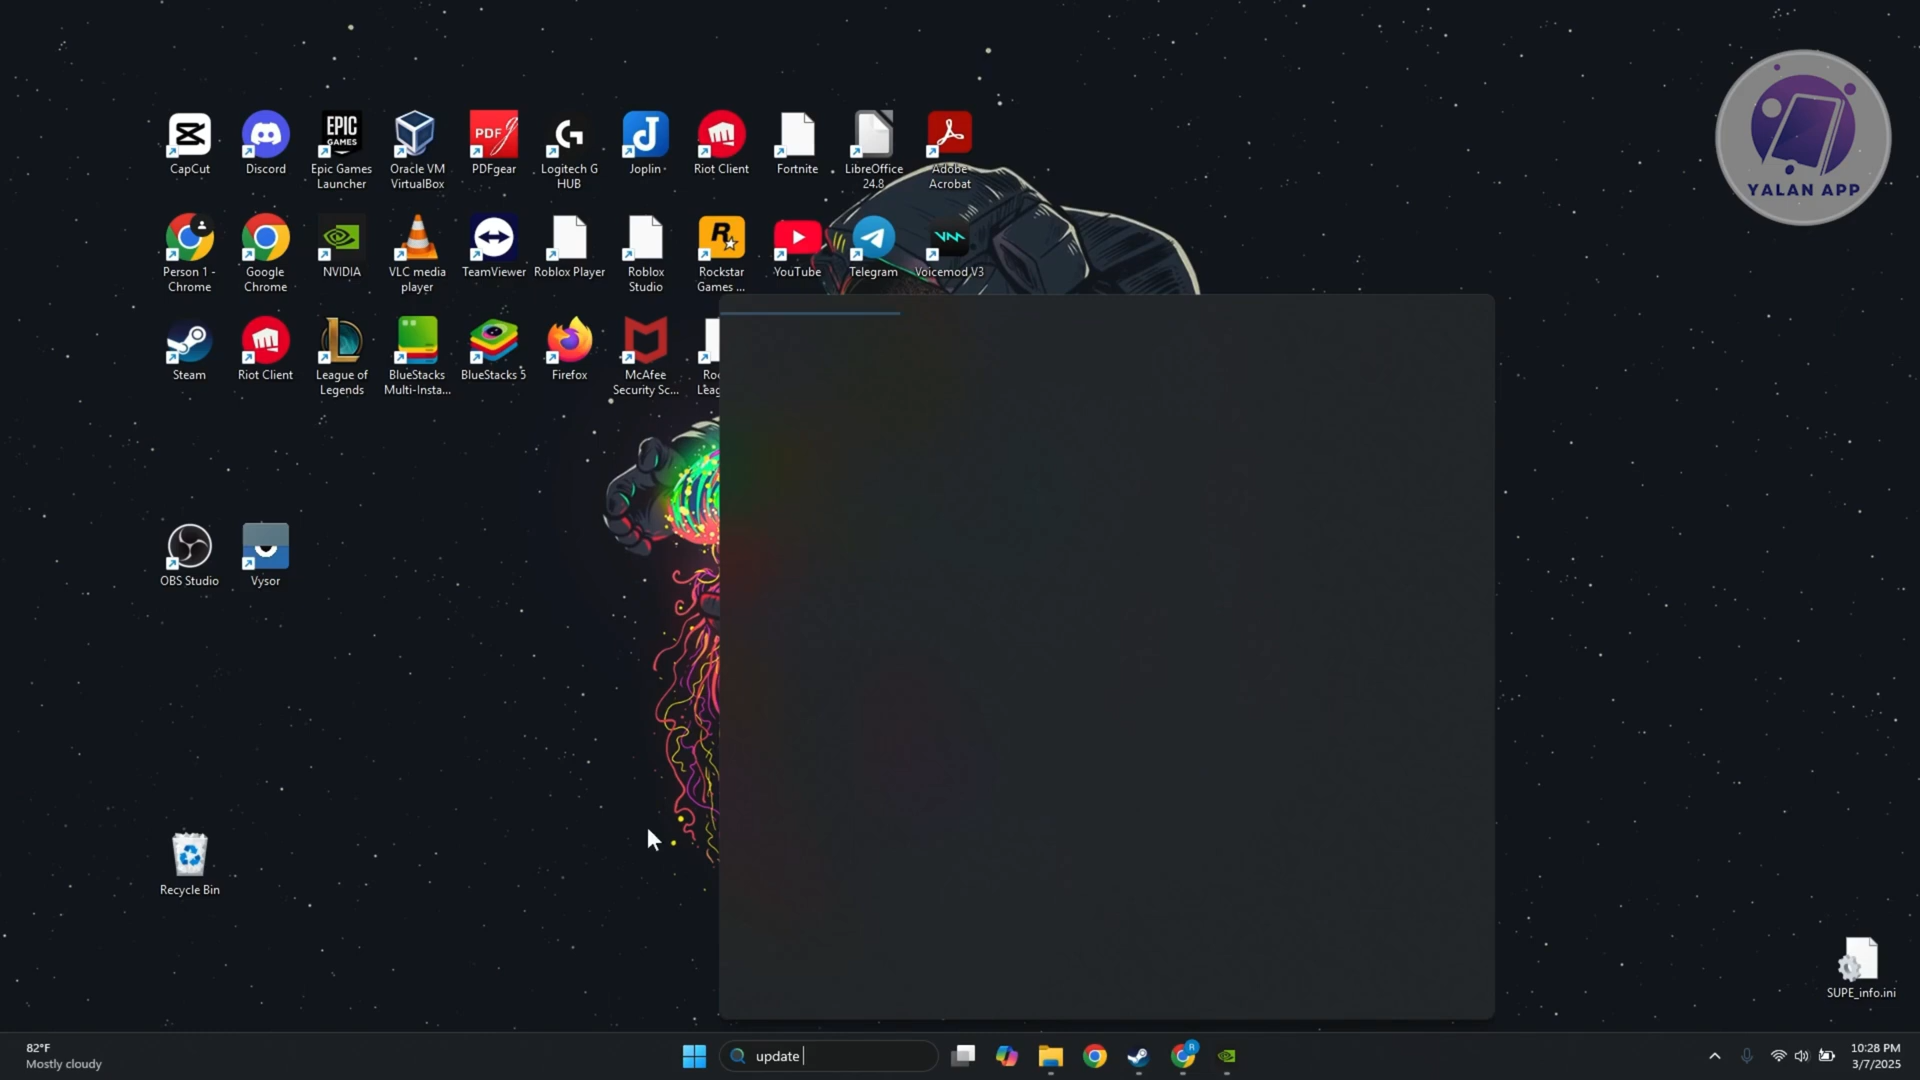 CapCut
Discord
EPIC
GAMES
Epic Games
Launcher
Oracle VM
VirtualBox
PDF
PDFgear
Logitech G
HUB
Joplin
Riot Client
Fortnite
LibreOffice
24.8
Adobe
Acrobat
YALAN APP
Person 1 -
Chrome
Google
Chrome
NVIDIA
VLC media
player
TeamViewer
Roblox Player
Roblox
Studio
Rockstar
Games ...
YouTube
Telegram
Voicemod V3
Steam
Riot Client
League of
Legends
BlueStacks
Multi-Insta...
BlueStacks 5
Firefox
McAfee
Security Sc...
OBS Studio
Vysor
Recycle Bin
SUPE_info.ini
82°F
Mostly cloudy
update
R
10:28 PM
3/7/2025